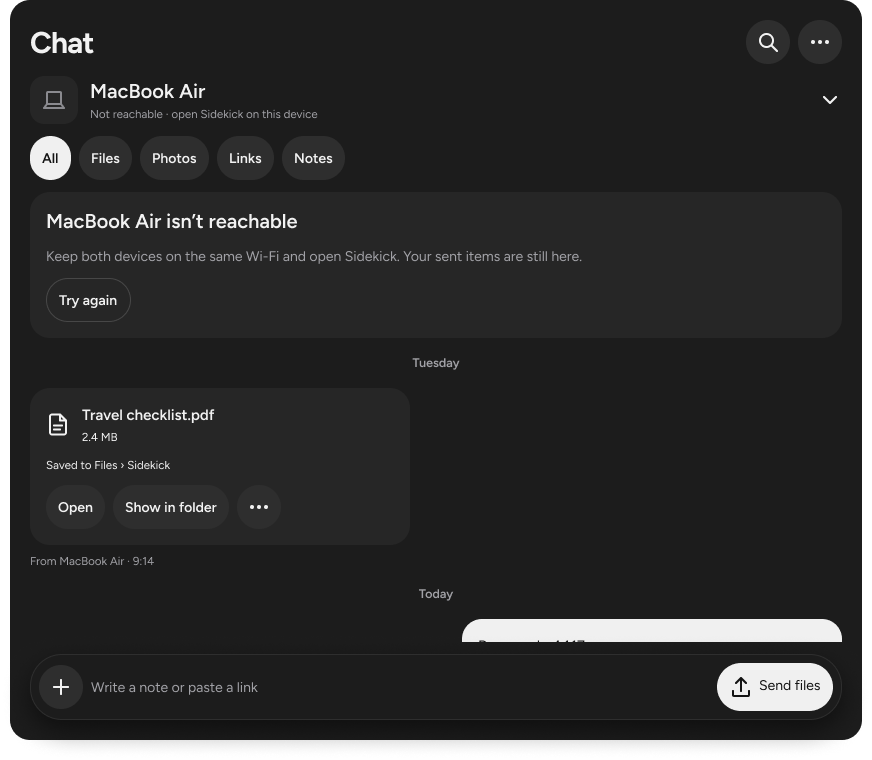 Chat
MacBook Air
Not reachable · open Sidekick on this device
All Files Photos Links Notes
MacBook Air isn’t reachable
Keep both devices on the same Wi-Fi and open Sidekick. Your sent items are still here.
Try again
Tuesday
Travel checklist.pdf
2.4 MB
Saved to Files › Sidekick
Open Show in folder
From MacBook Air · 9:14
Today
Write a note or paste a link
Send files